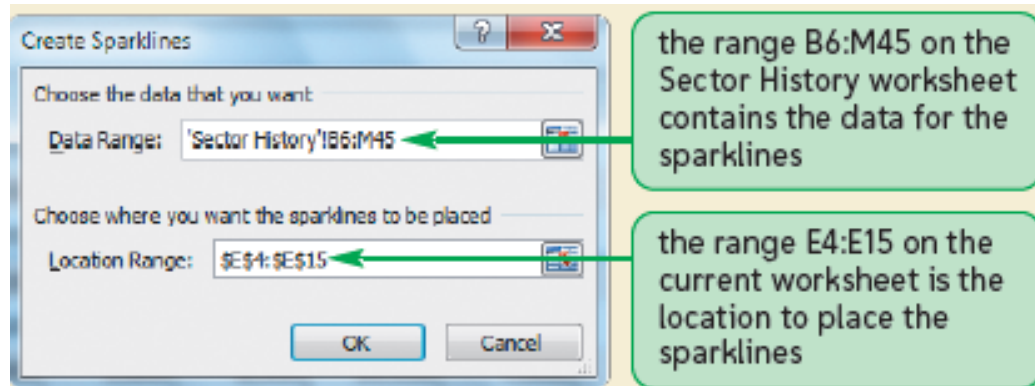 Create Sparklines
Choose the data that you want
Data Range: 'Sector History'!B6:M45
Choose where you want the sparklines to be placed
Location Range: $E$4:$E$15
OK Cancel
the range B6:M45 on the
Sector History worksheet
contains the data for the
sparklines
the range E4:E15 on the
current worksheet is the
location to place the
sparklines